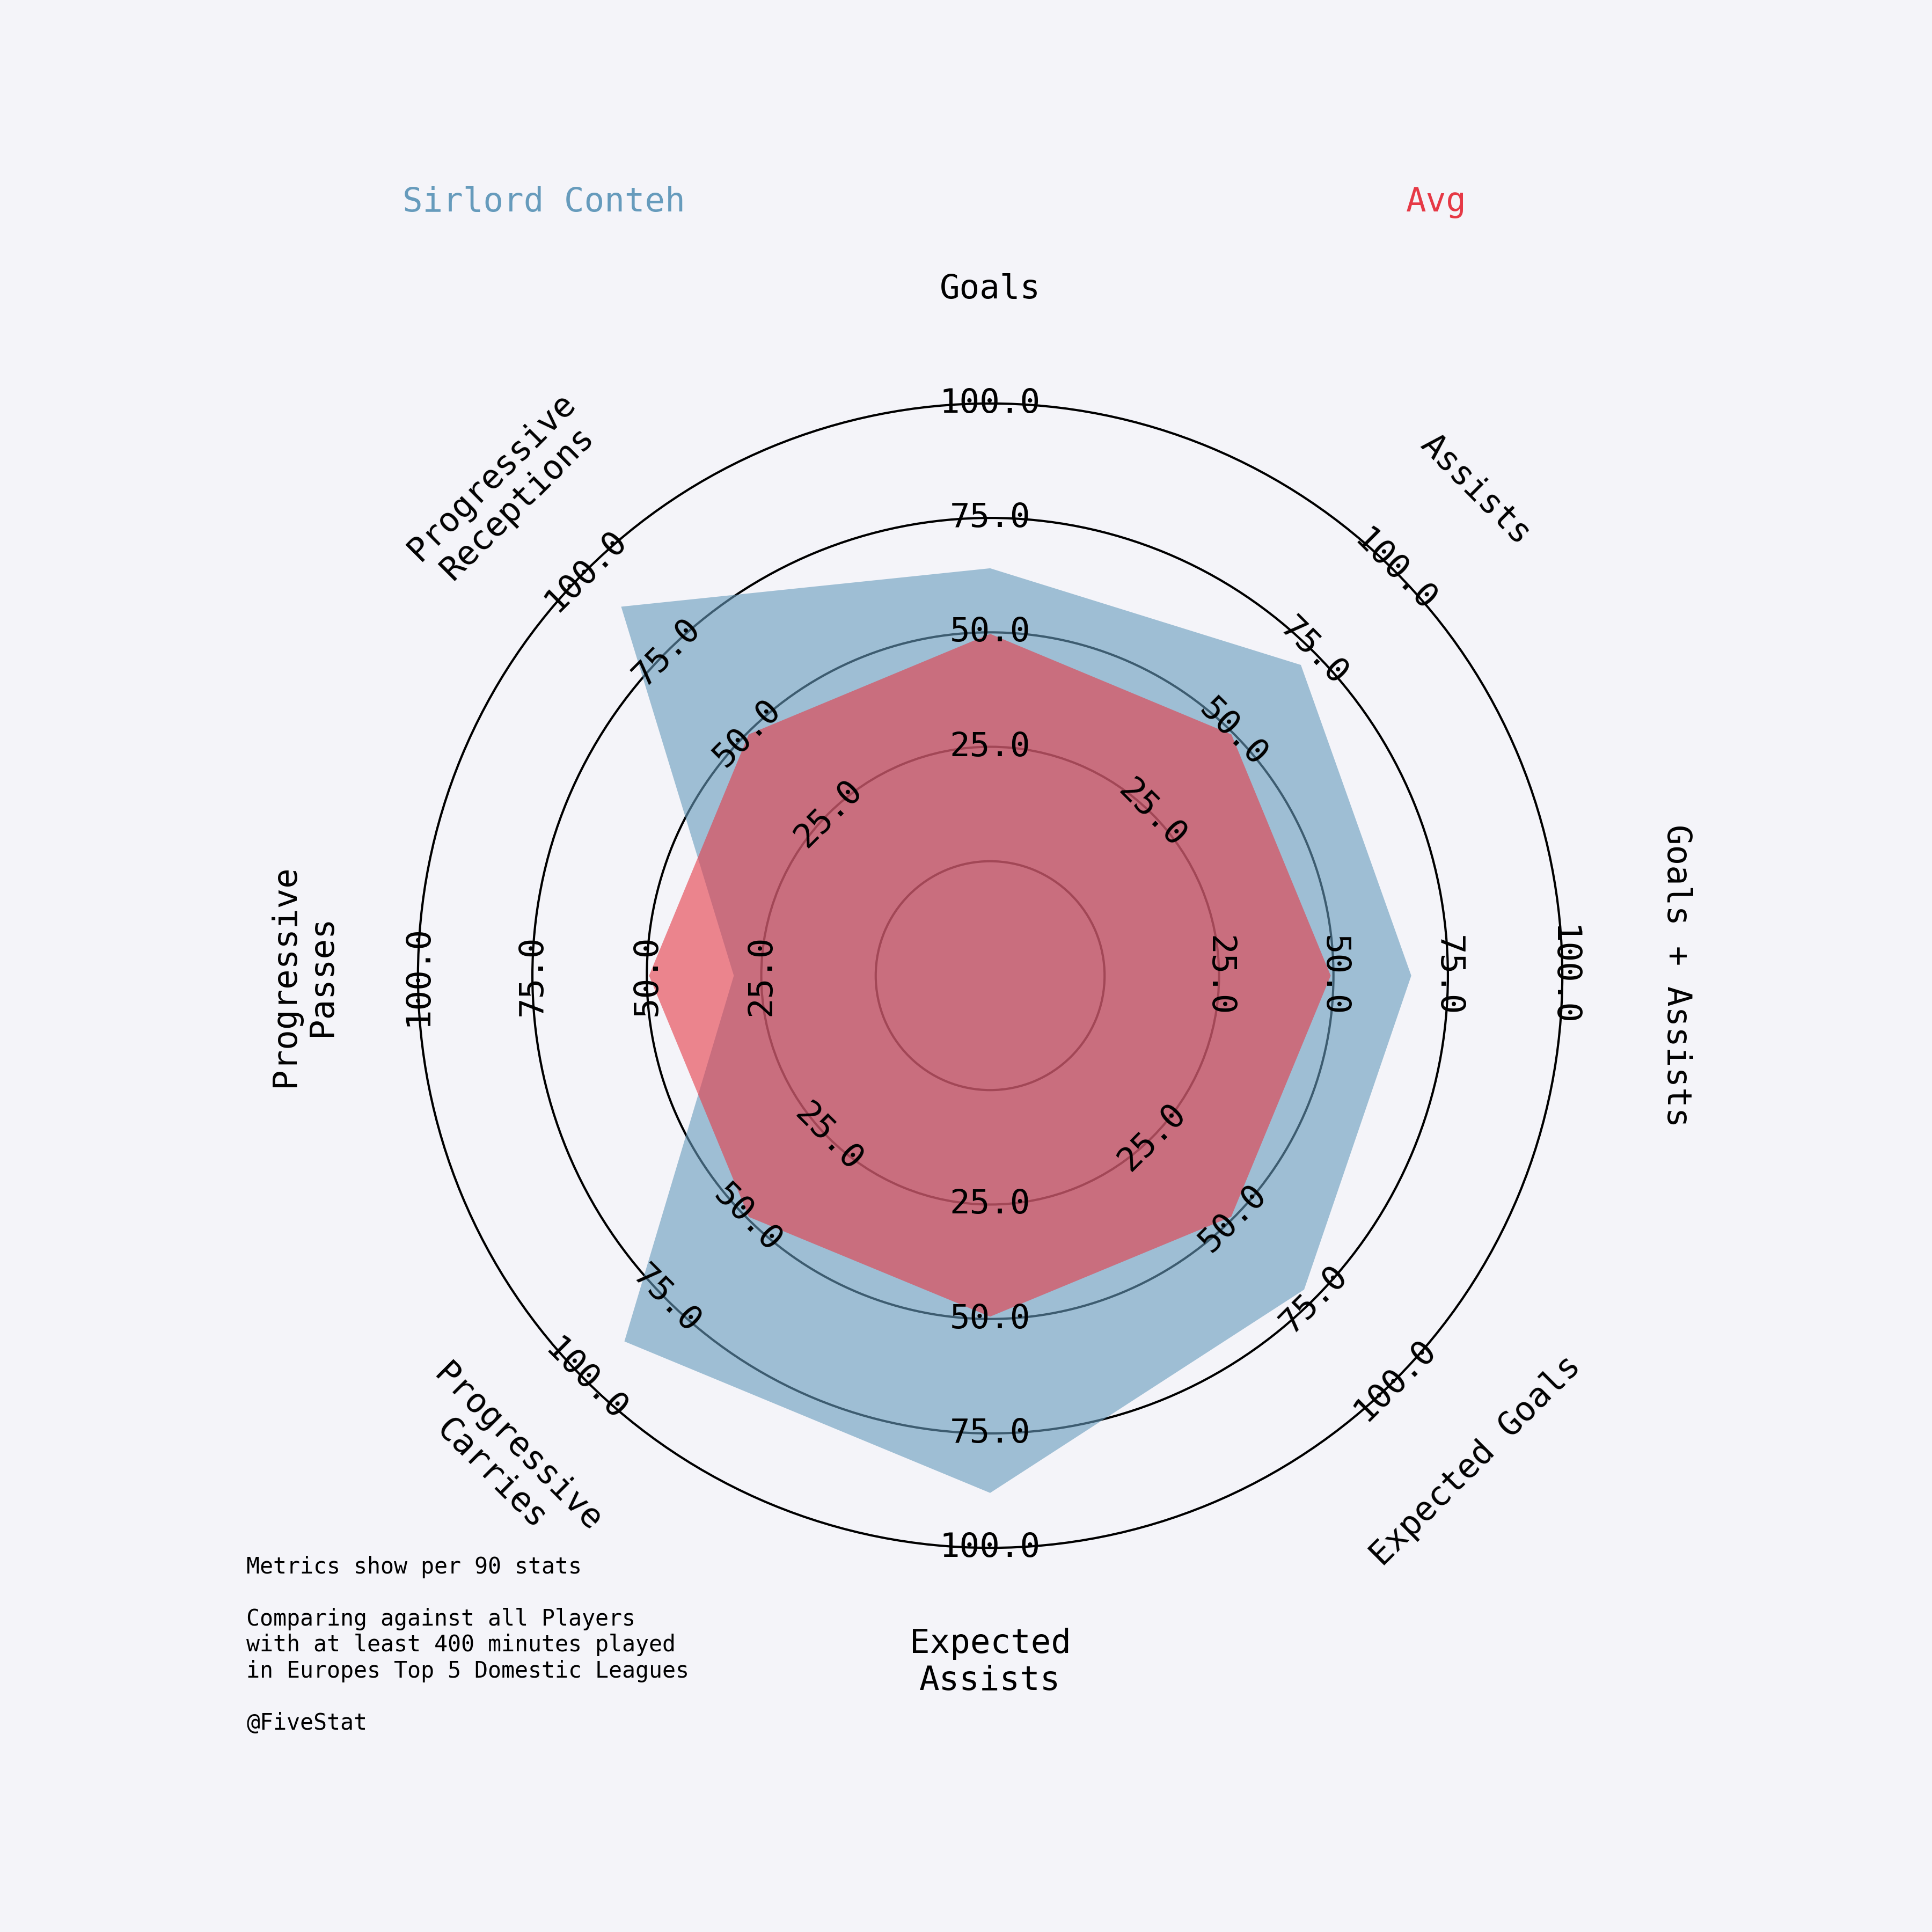 Sirlord Conteh
Avg
Goals
Assists
Goals + Assists
Expected Goals
Expected
Assists
Progressive
Carries
Progressive
Passes
Progressive
Receptions
25.0
50.0
75.0
100.0
25.0
50.0
75.0
100.0
25.0
50.0
75.0
100.0
25.0
50.0
75.0
100.0
25.0
50.0
75.0
100.0
25.0
50.0
75.0
100.0
25.0
50.0
75.0
100.0
25.0
50.0
75.0
100.0
Metrics show per 90 stats
Comparing against all Players
with at least 400 minutes played
in Europes Top 5 Domestic Leagues
@FiveStat